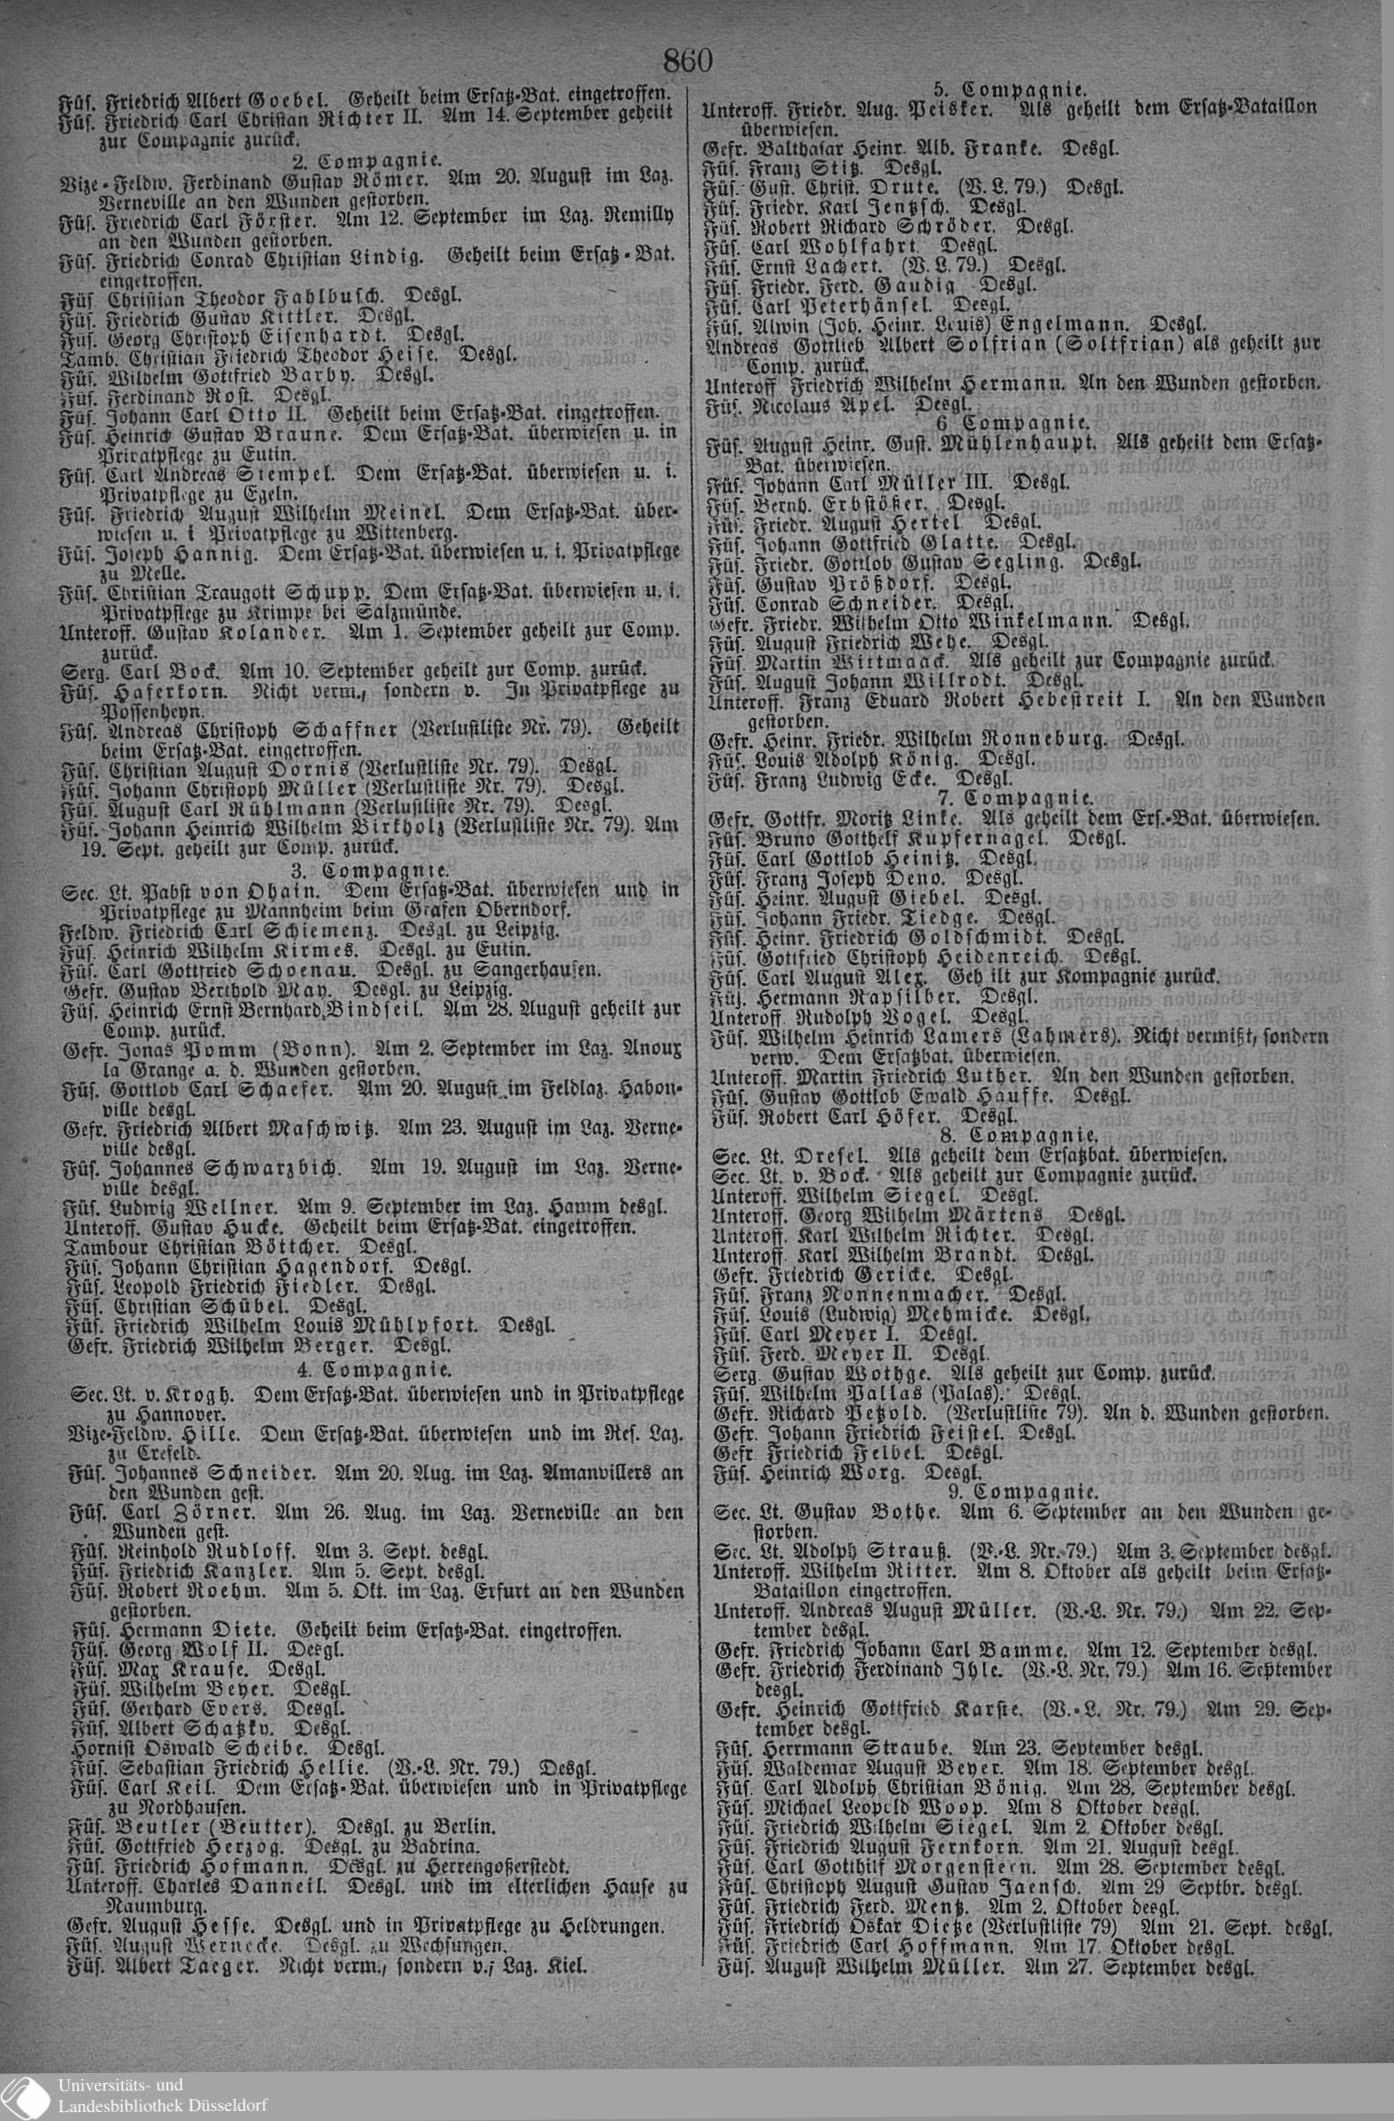 860
Füs. Friedrich Albert Goebel. Geheilt beim Ersatz-Bat. eingetroffen.
Füs. Friedrich Carl Christian Richter II. Am 14. September geheilt
zur Compagnie zurück.
2. Compagnie.
Vize-Feldw. Ferdinand Gustav Römer. Am 20. August im Laz.
Verneville an den Wunden gestorben.
Füs. Friedrich Carl Förster. Am 12. September im Laz. Remilly
an den Wunden gestorben.
Füs. Friedrich Conrad Christian Lindig. Geheilt beim Ersatz-Bat.
eingetroffen.
Füs. Christian Theodor Fahlbusch. Desgl.
Füs. Friedrich Gustav Kittler. Desgl.
Füs. Georg Christoph Eisenhardt. Desgl.
Tamb. Christian Friedrich Theodor Heise. Desgl.
Füs. Wilhelm Gottfried Barby. Desgl.
Füs. Ferdinand Rost. Desgl.
Füs. Johann Carl Otto II. Geheilt beim Ersatz-Bat. eingetroffen.
Füs. Heinrich Gustav Braune. Dem Ersatz-Bat. überwiesen u. in
Privatpflege zu Eutin.
Füs. Carl Andreas Stempel. Dem Ersatz-Bat. überwiesen u. i.
Privatpflege zu Egeln.
Füs. Friedrich August Wilhelm Meinel. Dem Ersatz-Bat. über-
wiesen u. i Privatpflege zu Wittenberg.
Füs. Joseph Hannig. Dem Ersatz-Bat. überwiesen u. i. Privatpflege
zu Melle.
Füs. Christian Traugott Schupp. Dem Ersatz-Bat. überwiesen u. i.
Privatpflege zu Krimpe bei Salzmünde.
Unteroff. Gustav Kolander. Am 1. September geheilt zur Comp.
zurück.
Serg. Carl Bock. Am 10. September geheilt zur Comp. zurück.
Füs. Haferkorn. Nicht verm., sondern v. In Privatpflege zu
Possenheyn.
Füs. Andreas Christoph Schaffner (Verlustliste Nr. 79). Geheilt
beim Ersatz-Bat. eingetroffen.
Füs. Christian August Dornis (Verlustliste Nr. 79). Desgl.
Füs. Johann Christoph Müller (Verlustliste Nr. 79). Desgl.
Füs. August Carl Rühlmann (Verlustliste Nr. 79). Desgl.
Füs. Johann Heinrich Wilhelm Birkholz (Verlustliste Nr. 79). Am
19. Sept. geheilt zur Comp. zurück.
3. Compagnie.
Sec. Lt. Pabst von Ohain. Dem Ersatz-Bat. überwiesen und in
Privatpflege zu Mannheim beim Grafen Oberndorf.
Feldw. Friedrich Carl Schiemenz. Desgl. zu Leipzig.
Füs. Heinrich Wilhelm Kirmes. Desgl. zu Eutin.
Füs. Carl Gottfried Schoenau. Desgl. zu Sangerhausen.
Gefr. Gustav Berthold May. Desgl. zu Leipzig.
Füs. Heinrich Ernst Bernhard Bindseil. Am 28. August geheilt zur
Comp. zurück.
Gefr. Jonas Pomm (Bonn). Am 2. September im Laz. Anoux
la Grange a. d. Wunden gestorben.
Füs. Gottlob Carl Schaefer. Am 20. August im Feldlaz. Habon-
ville desgl.
Gefr. Friedrich Albert Maschwitz. Am 23. August im Laz. Verne-
ville desgl.
Füs. Johannes Schwarzbich. Am 19. August im Laz. Verne-
ville desgl.
Füs. Ludwig Wellner. Am 9. September im Laz. Hamm desgl.
Unteroff. Gustav Hucke. Geheilt beim Ersatz-Bat. eingetroffen.
Tambour Christian Böttcher. Desgl.
Füs. Johann Christian Hagendorf. Desgl.
Füs. Leopold Friedrich Fiedler. Desgl.
Füs. Christian Schübel. Desgl.
Füs. Friedrich Wilhelm Louis Mühlpfort. Desgl.
Gefr. Friedrich Wilhelm Berger. Desgl.
4. Compagnie.
Sec. Lt. v. Krogh. Dem Ersatz-Bat. überwiesen und in Privatpflege
zu Hannover.
Vize-Feldw. Hille. Dem Ersatz-Bat. überwiesen und im Res. Laz.
zu Crefeld.
Füs. Johannes Schneider. Am 20. Aug. im Laz. Amanvillers an
den Wunden gest.
Füs. Carl Zörner. Am 26. Aug. im Laz. Verneville an den
Wunden gest.
Füs. Reinhold Rudloff. Am 3. Sept. desgl.
Füs. Friedrich Kanzler. Am 5. Sept. desgl.
Füs. Robert Roehm. Am 5. Okt. im Laz. Erfurt an den Wunden
gestorben.
Füs. Hermann Diete. Geheilt beim Ersatz-Bat. eingetroffen.
Füs. Georg Wolf II. Desgl.
Füs. Max Krause. Desgl.
Füs. Wilhelm Beyer. Desgl.
Füs. Gerhard Evers. Desgl.
Füs. Albert Schatzky. Desgl.
Hornist Oswald Scheibe. Desgl.
Füs. Sebastian Friedrich Hellie. (V.-L. Nr. 79.) Desgl.
Füs. Carl Keil. Dem Ersatz-Bat. überwiesen und in Privatpflege
zu Nordhausen.
Füs. Beutler (Beutter). Desgl. zu Berlin.
Füs. Gottfried Herzog. Desgl. zu Badrina.
Füs. Friedrich Hofmann. Desgl. zu Herrengoßerstedt.
Unteroff. Charles Danneil. Desgl. und im elterlichen Hause zu
Naumburg.
Gefr. August Hesse. Desgl. und in Privatpflege zu Heldrungen.
Füs. August Wernecke. Desgl. zu Wechsungen.
Füs. Albert Taeger. Nicht verm., sondern v.; Laz. Kiel.
5. Compagnie.
Unteroff. Friedr. Aug. Peisker. Als geheilt dem Ersatz-Bataillon
überwiesen.
Gefr. Balthasar Heinr. Alb. Franke. Desgl.
Füs. Franz Stitz. Desgl.
Füs. Gust. Christ. Drute. (V. L. 79.) Desgl.
Füs. Friedr. Karl Jentzsch. Desgl.
Füs. Robert Richard Schröder. Desgl.
Füs. Carl Wohlfahrt. Desgl.
Füs. Ernst Lachert. (V. L. 79.) Desgl.
Füs. Friedr. Ferd. Gaudig Desgl.
Füs. Carl Peterhänsel. Desgl.
Füs. Alwin (Joh. Heinr. Louis) Engelmann. Desgl.
Andreas Gottlieb Albert Solfrian (Soltfrian) als geheilt zur
Comp. zurück.
Unteroff Friedrich Wilhelm Hermann. An den Wunden gestorben.
Füs. Nicolaus Apel. Desgl.
6 Compagnie.
Füs. August Heinr. Gust. Mühlenhaupt. Als geheilt dem Ersatz-
Bat. überwiesen.
Füs. Johann Carl Müller III. Desgl.
Füs. Bernh. Erbstößer. Desgl.
Füs. Friedr. August Hertel Desgl.
Füs. Johann Gottfried Glatte. Desgl.
Füs. Friedr. Gottlob Gustav Segling. Desgl.
Füs. Gustav Prößdorf. Desgl.
Füs. Conrad Schneider. Desgl.
Gefr. Friedr. Wilhelm Otto Winkelmann. Desgl.
Füs. August Friedrich Weye. Desgl.
Füs. Martin Wittmaack. Als geheilt zur Compagnie zurück.
Füs. August Johann Willrodt. Desgl.
Unteroff. Franz Eduard Robert Hebestreit I. An den Wunden
gestorben.
Gefr. Heinr. Friedr. Wilhelm Ronneburg. Desgl.
Füs. Louis Adolph König. Desgl.
Füs. Franz Ludwig Ecke. Desgl.
7. Compagnie.
Gefr. Gottfr. Moritz Linke. Als geheilt dem Ers.-Bat. überwiesen.
Füs. Bruno Gotthelf Kupfernagel. Desgl.
Füs. Carl Gottlob Heinitz. Desgl.
Füs. Franz Joseph Deno. Desgl.
Füs. Heinr. August Giebel. Desgl.
Füs. Johann Friedr. Tiedge. Desgl.
Füs. Heinr. Friedrich Goldschmidt. Desgl.
Füs. Gottfried Christoph Heidenreich. Desgl.
Füs. Carl August Alex. Geh ilt zur Kompagnie zurück.
Füs. Hermann Rapsilber. Desgl.
Unteroff. Rudolph Vogel. Desgl.
Füs. Wilhelm Heinrich Lamers (Lahmers). Nicht vermißt, sondern
verw. Dem Ersatzbat. überwiesen.
Unteroff. Martin Friedrich Luther. An den Wunden gestorben.
Füs. Gustav Gottlob Ewald Hauffe. Desgl.
Füs. Robert Carl Höfer. Desgl.
8. Compagnie.
Sec. Lt. Dresel. Als geheilt dem Ersatzbat. überwiesen.
Sec. Lt. v. Bock. Als geheilt zur Compagnie zurück.
Unteroff. Wilhelm Siegel. Desgl.
Unteroff. Georg Wilhelm Märtens Desgl.
Unteroff. Karl Wilhelm Richter. Desgl.
Unteroff. Karl Wilhelm Brandt. Desgl.
Gefr. Friedrich Gericke. Desgl.
Füs. Franz Nonnenmacher. Desgl.
Füs. Louis (Ludwig) Mehmicke. Desgl.
Füs. Carl Meyer I. Desgl.
Füs. Ferd. Meyer II. Desgl.
Serg Gustav Wothge. Als geheilt zur Comp. zurück.
Füs. Wilhelm Pallas (Palas). Desgl.
Gefr. Richard Petzold. (Verlustliste 79). An d. Wunden gestorben.
Gefr. Johann Friedrich Feistel. Desgl.
Gefr Friedrich Felbel. Desgl.
Füs. Heinrich Worg. Desgl.
9. Compagnie.
Sec. Lt. Gustav Bothe. Am 6. September an den Wunden ge-
storben.
Sec. Lt. Adolph Strauß. (V.-L. Nr. 79.) Am 3. September desgl.
Unteroff. Wilhelm Ritter. Am 8. Oktober als geheilt beim Ersatz-
Bataillon eingetroffen.
Unteroff. Andreas August Müller. (V.-L. Nr. 79.) Am 22. Sep-
tember desgl.
Gefr. Friedrich Johann Carl Bamme. Am 12. September desgl.
Gefr. Friedrich Ferdinand Ihle. (V.-L. Nr. 79.) Am 16. September
desgl.
Gefr. Heinrich Gottfried Karste. (V.-L. Nr. 79.) Am 29. Sep-
tember desgl.
Füs. Herrmann Straube. Am 23. September desgl.
Füs. Waldemar August Beyer. Am 18. September desgl.
Füs Carl Adolph Christian Bönig. Am 28. September desgl.
Füs. Michael Leopold Woop. Am 8 Oktober desgl.
Füs. Friedrich Wilhelm Siegel. Am 2. Oktober desgl.
Füs. Friedrich August Fernkorn. Am 21. August desgl.
Füs. Carl Gotthilf Morgenstern. Am 28. September desgl.
Füs. Christoph August Gustav Jaensch. Am 29 Septbr. desgl.
Füs. Friedrich Ferd. Mentz. Am 2. Oktober desgl.
Füs. Friedrich Oskar Dietze (Verlustliste 79) Am 21. Sept. desgl.
Füs. Friedrich Carl Hoffmann. Am 17. Oktober desgl.
Füs. August Wilhelm Müller. Am 27. September desgl.
Universitäts- und
Landesbibliothek Düsseldorf